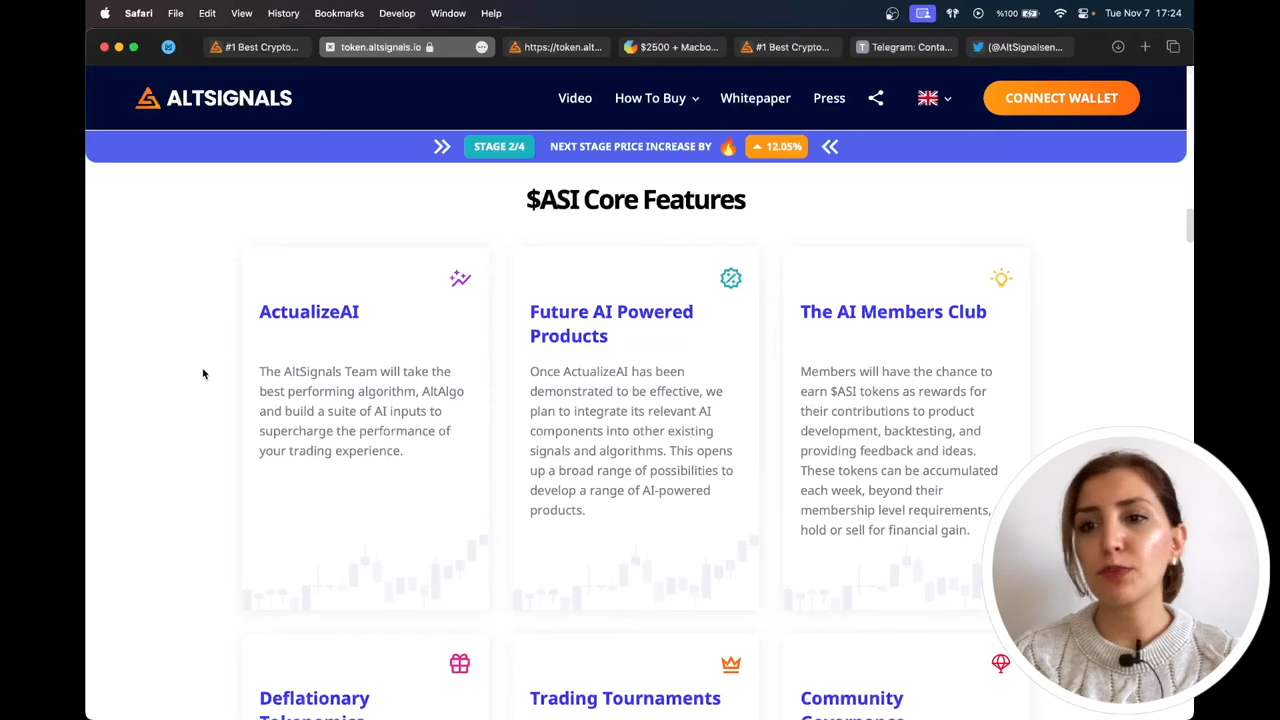 Safari File Edit View History Bookmarks Develop Window Help %100 Tue Nov 7 17:24
#1 Best Crypto... token.altsignals.io https://token.alt... $2500 + Macbo... #1 Best Crypto... T Telegram: Conta... (@AltSignalsen...
ALTSIGNALS Video How To Buy Whitepaper Press CONNECT WALLET
STAGE 2/4 NEXT STAGE PRICE INCREASE BY 12.05%
$ASI Core Features
ActualizeAI
The AltSignals Team will take the
best performing algorithm, AltAlgo
and build a suite of AI inputs to
supercharge the performance of
your trading experience.
Future AI Powered
Products
Once ActualizeAI has been
demonstrated to be effective, we
plan to integrate its relevant AI
components into other existing
signals and algorithms. This opens
up a broad range of possibilities to
develop a range of AI-powered
products.
The AI Members Club
Members will have the chance to
earn $ASI tokens as rewards for
their contributions to product
development, backtesting, and
providing feedback and ideas.
These tokens can be accumulated
each week, beyond their
membership level requirements,
hold or sell for financial gain.
Deflationary
Tokenomics
Trading Tournaments
Community
Governance